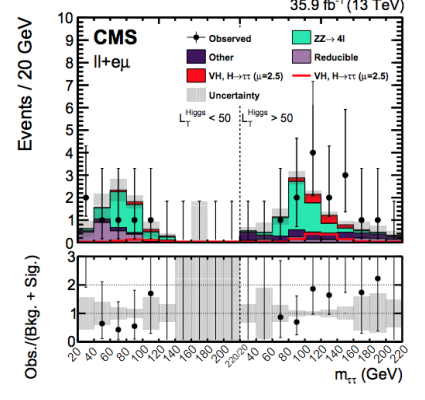 35.9 fb⁻¹ (13 TeV)
Events / 20 GeV
10
9
8
7
6
5
4
3
2
1
0
CMS
ll+eμ
Observed
ZZ→ 4l
Other
Reducible
VH, H→ττ (μ=2.5)
VH, H→ττ (μ=2.5)
Uncertainty
L_T^Higgs < 50
L_T^Higgs > 50
Obs./(Bkg. + Sig.)
3
2
1
0
20 40 60 80 100 120 140 160 180 200 220/20 40 60 80 100 120 140 160 180 200 220
m_ττ (GeV)